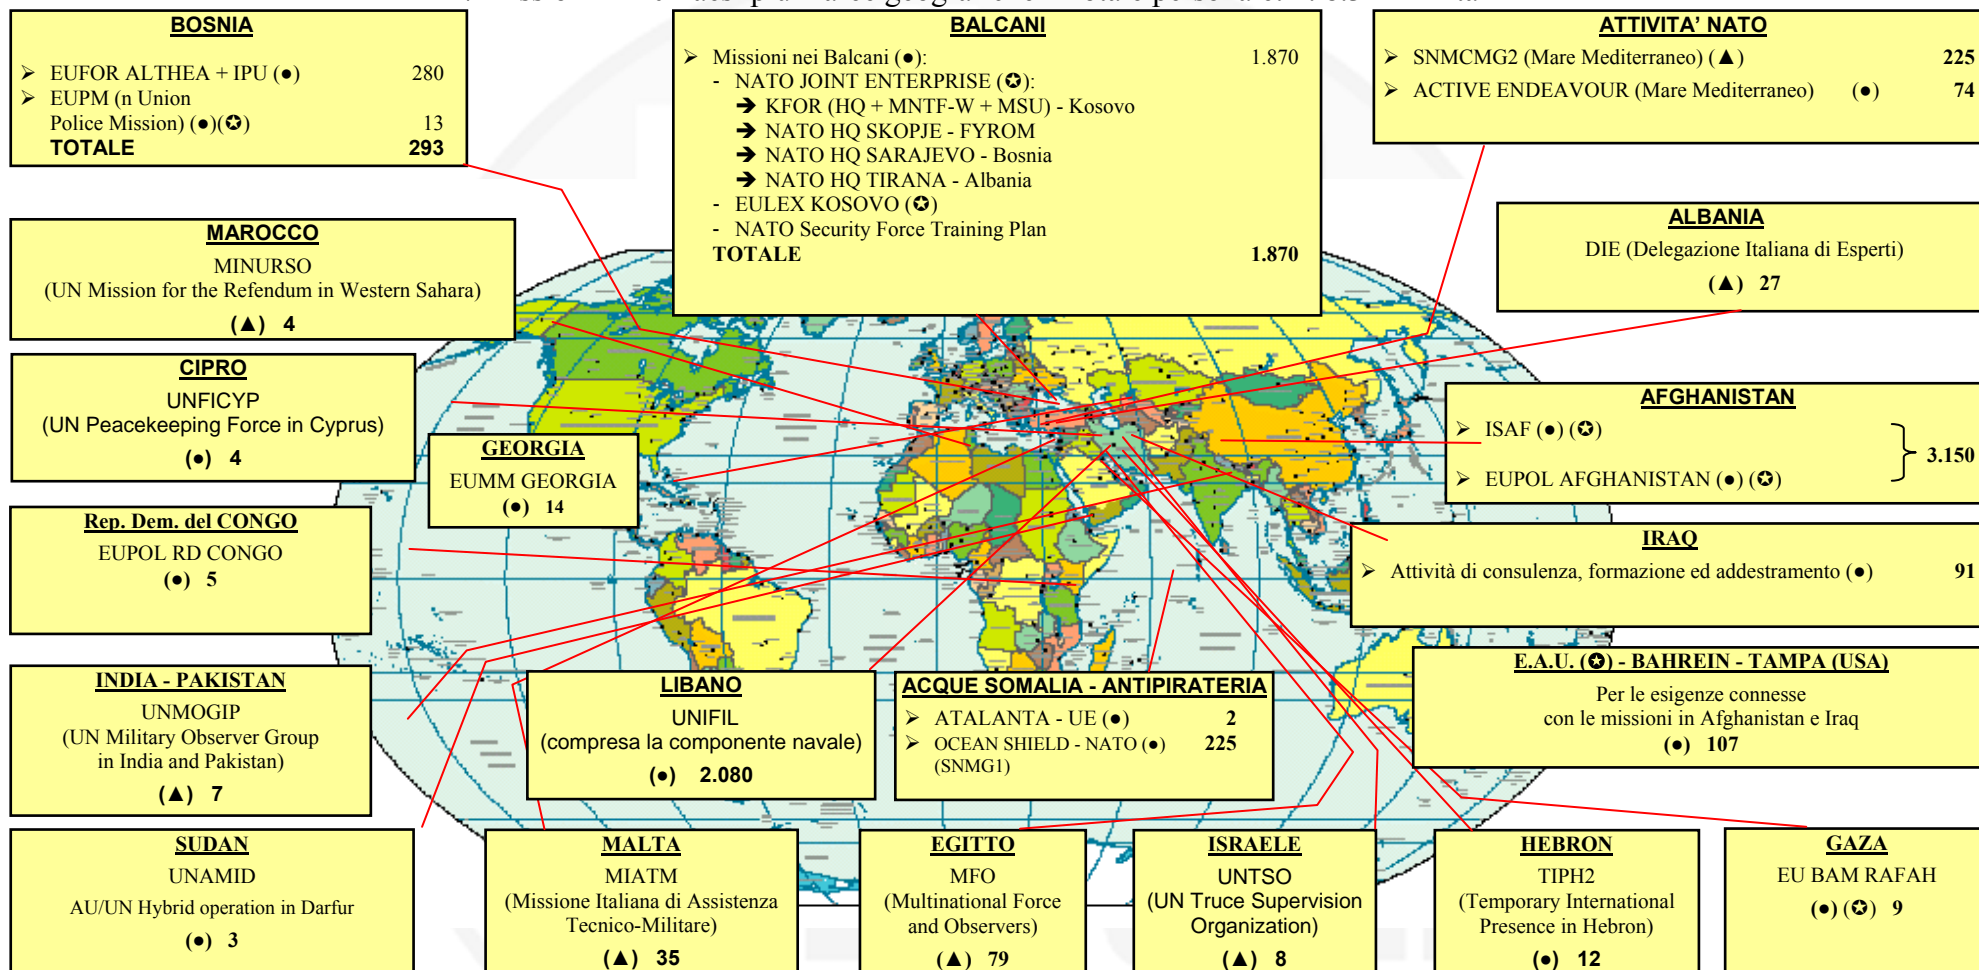 BOSNIA
➢ EUFOR ALTHEA + IPU (●) 280
➢ EUPM (n Union
Police Mission) (●)(✪) 13
TOTALE 293
BALCANI
➢ Missioni nei Balcani (●): 1.870
- NATO JOINT ENTERPRISE (✪):
➔ KFOR (HQ + MNTF-W + MSU) - Kosovo
➔ NATO HQ SKOPJE - FYROM
➔ NATO HQ SARAJEVO - Bosnia
➔ NATO HQ TIRANA - Albania
- EULEX KOSOVO (✪)
- NATO Security Force Training Plan
TOTALE 1.870
ATTIVITA' NATO
➢ SNMCMG2 (Mare Mediterraneo) (▲) 225
➢ ACTIVE ENDEAVOUR (Mare Mediterraneo) (●) 74
MAROCCO
MINURSO
(UN Mission for the Refendum in Western Sahara)
(▲) 4
ALBANIA
DIE (Delegazione Italiana di Esperti)
(▲) 27
CIPRO
UNFICYP
(UN Peacekeeping Force in Cyprus)
(●) 4
GEORGIA
EUMM GEORGIA
(●) 14
AFGHANISTAN
➢ ISAF (●) (✪)
3.150
➢ EUPOL AFGHANISTAN (●) (✪)
Rep. Dem. del CONGO
EUPOL RD CONGO
(●) 5
IRAQ
➢ Attività di consulenza, formazione ed addestramento (●) 91
INDIA - PAKISTAN
UNMOGIP
(UN Military Observer Group
in India and Pakistan)
(▲) 7
LIBANO
UNIFIL
(compresa la componente navale)
(●) 2.080
ACQUE SOMALIA - ANTIPIRATERIA
➢ ATALANTA - UE (●) 2
➢ OCEAN SHIELD - NATO (●) 225
(SNMG1)
E.A.U. (✪) - BAHREIN - TAMPA (USA)
Per le esigenze connesse
con le missioni in Afghanistan e Iraq
(●) 107
SUDAN
UNAMID
AU/UN Hybrid operation in Darfur
(●) 3
MALTA
MIATM
(Missione Italiana di Assistenza
Tecnico-Militare)
(▲) 35
EGITTO
MFO
(Multinational Force
and Observers)
(▲) 79
ISRAELE
UNTSO
(UN Truce Supervision
Organization)
(▲) 8
HEBRON
TIPH2
(Temporary International
Presence in Hebron)
(●) 12
GAZA
EU BAM RAFAH
(●) (✪) 9